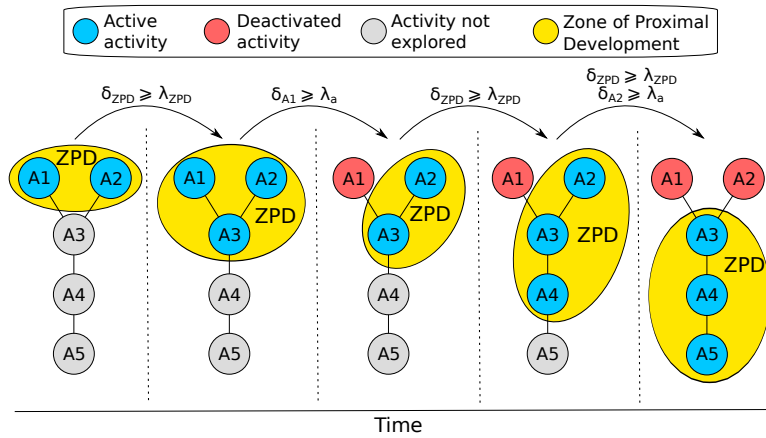 Active
activity
Deactivated
activity
Activity not
explored
Zone of Proximal
Development
δZPD ⩾ λZPD
δA1 ⩾ λa
δZPD ⩾ λZPD
δZPD ⩾ λZPD
δA2 ⩾ λa
ZPD
A1
A2
A3
A4
A5
A1
A2
A3
ZPD
A4
A5
A1
A2
ZPD
A3
A4
A5
A1
A2
A3
ZPD
A4
A5
A1
A2
A3
ZPD
A4
A5
Time